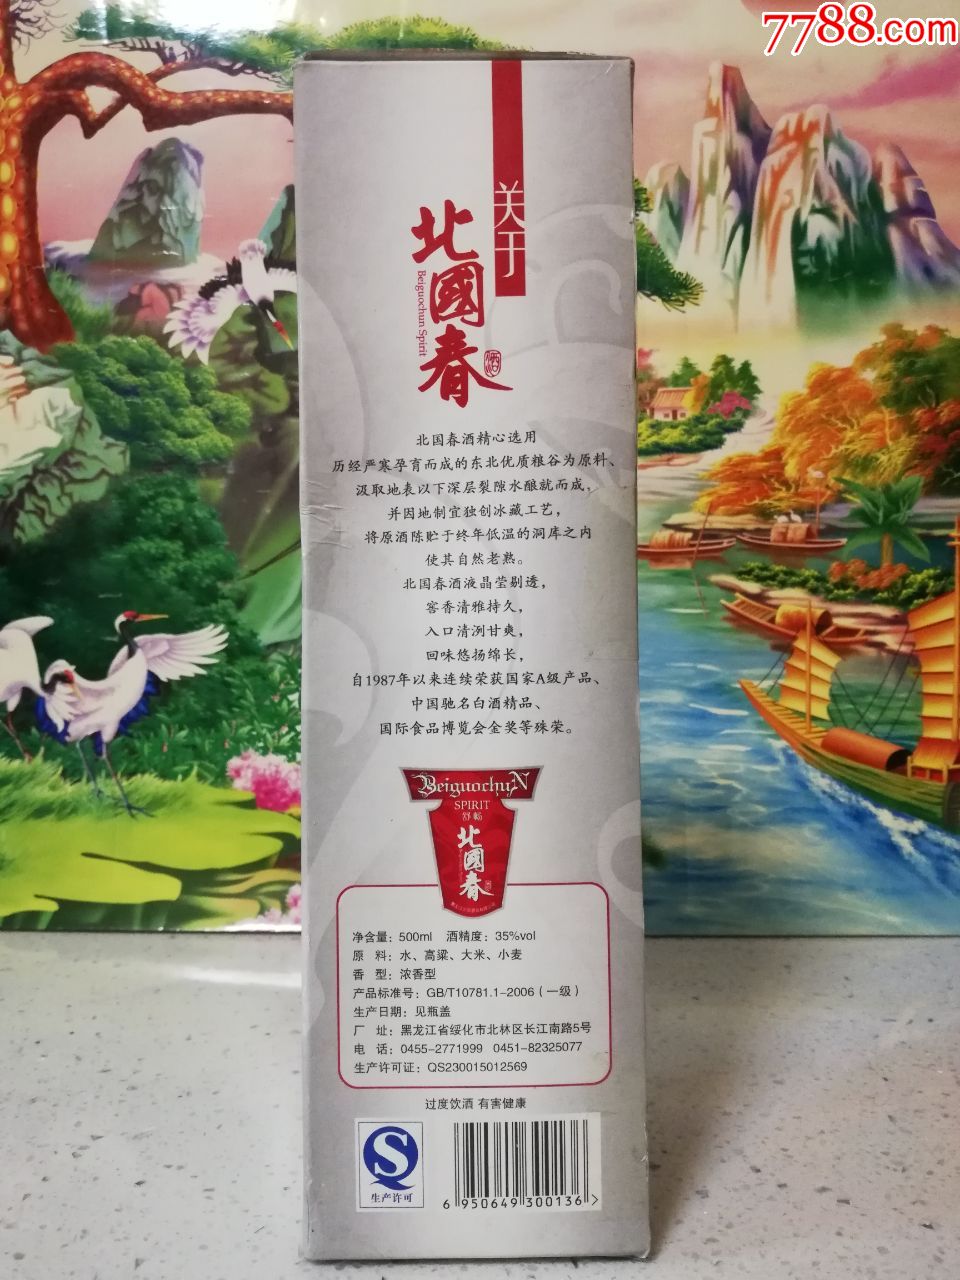 7788.com
关于
北國春
Beiguochun Spirit
酒
北国春酒精心选用
历经严寒孕育而成的东北优质粮谷为原料、
汲取地表以下深层裂隙水酿就而成，
并因地制宜独创冰藏工艺，
将原酒陈贮于终年低温的洞库之内
使其自然老熟。
北国春酒液晶莹剔透，
窖香清雅持久，
入口清洌甘爽，
回味悠扬绵长，
自1987年以来连续荣获国家A级产品、
中国驰名白酒精品、
国际食品博览会金奖等殊荣。
BeiguochuN
SPIRIT
舒畅
北國春
净含量：500ml 酒精度：35%vol
原 料：水、高粱、大米、小麦
香 型：浓香型
产品标准号：GB/T10781.1-2006（一级）
生产日期：见瓶盖
厂 址：黑龙江省绥化市北林区长江南路5号
电 话：0455-2771999 0451-82325077
生产许可证：QS230015012569
过度饮酒 有害健康
生产许可
6 950649 300136 >